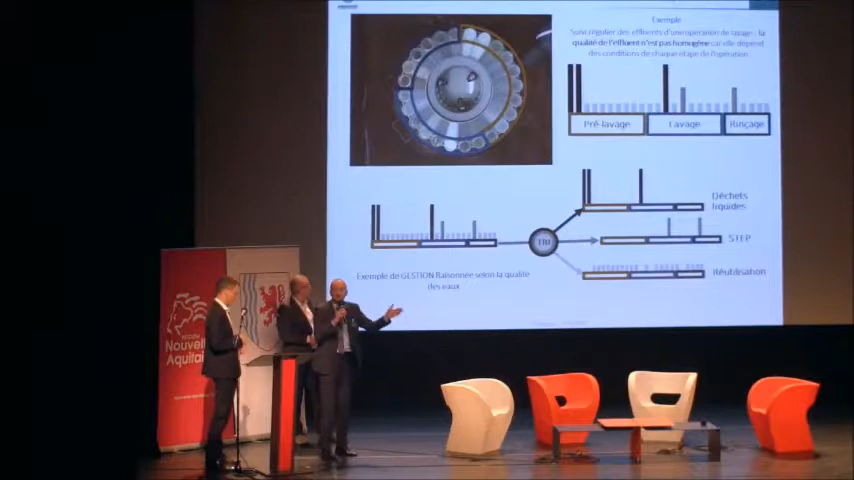 Exemple
Suivi régulier des effluents d'une opération de lavage : la
qualité de l'effluent n'est pas homogène car elle dépend
des conditions de chaque étape de l'opération
Pré-lavage
Lavage
Rinçage
Déchets
liquides
TRI
STEP
Réutilisation
Exemple de GESTION Raisonnée selon la qualité
des eaux
RÉGION
Nouvelle
Aquitaine